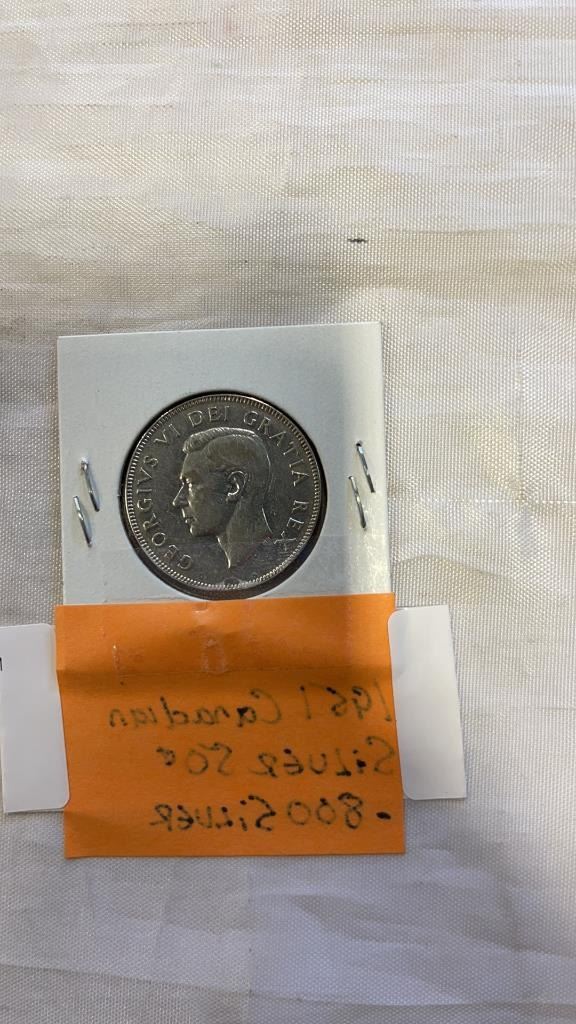 GEORGIVS VI DEI GRATIA REX
1951 Canadian
SILVER 50¢
.800 SILVER